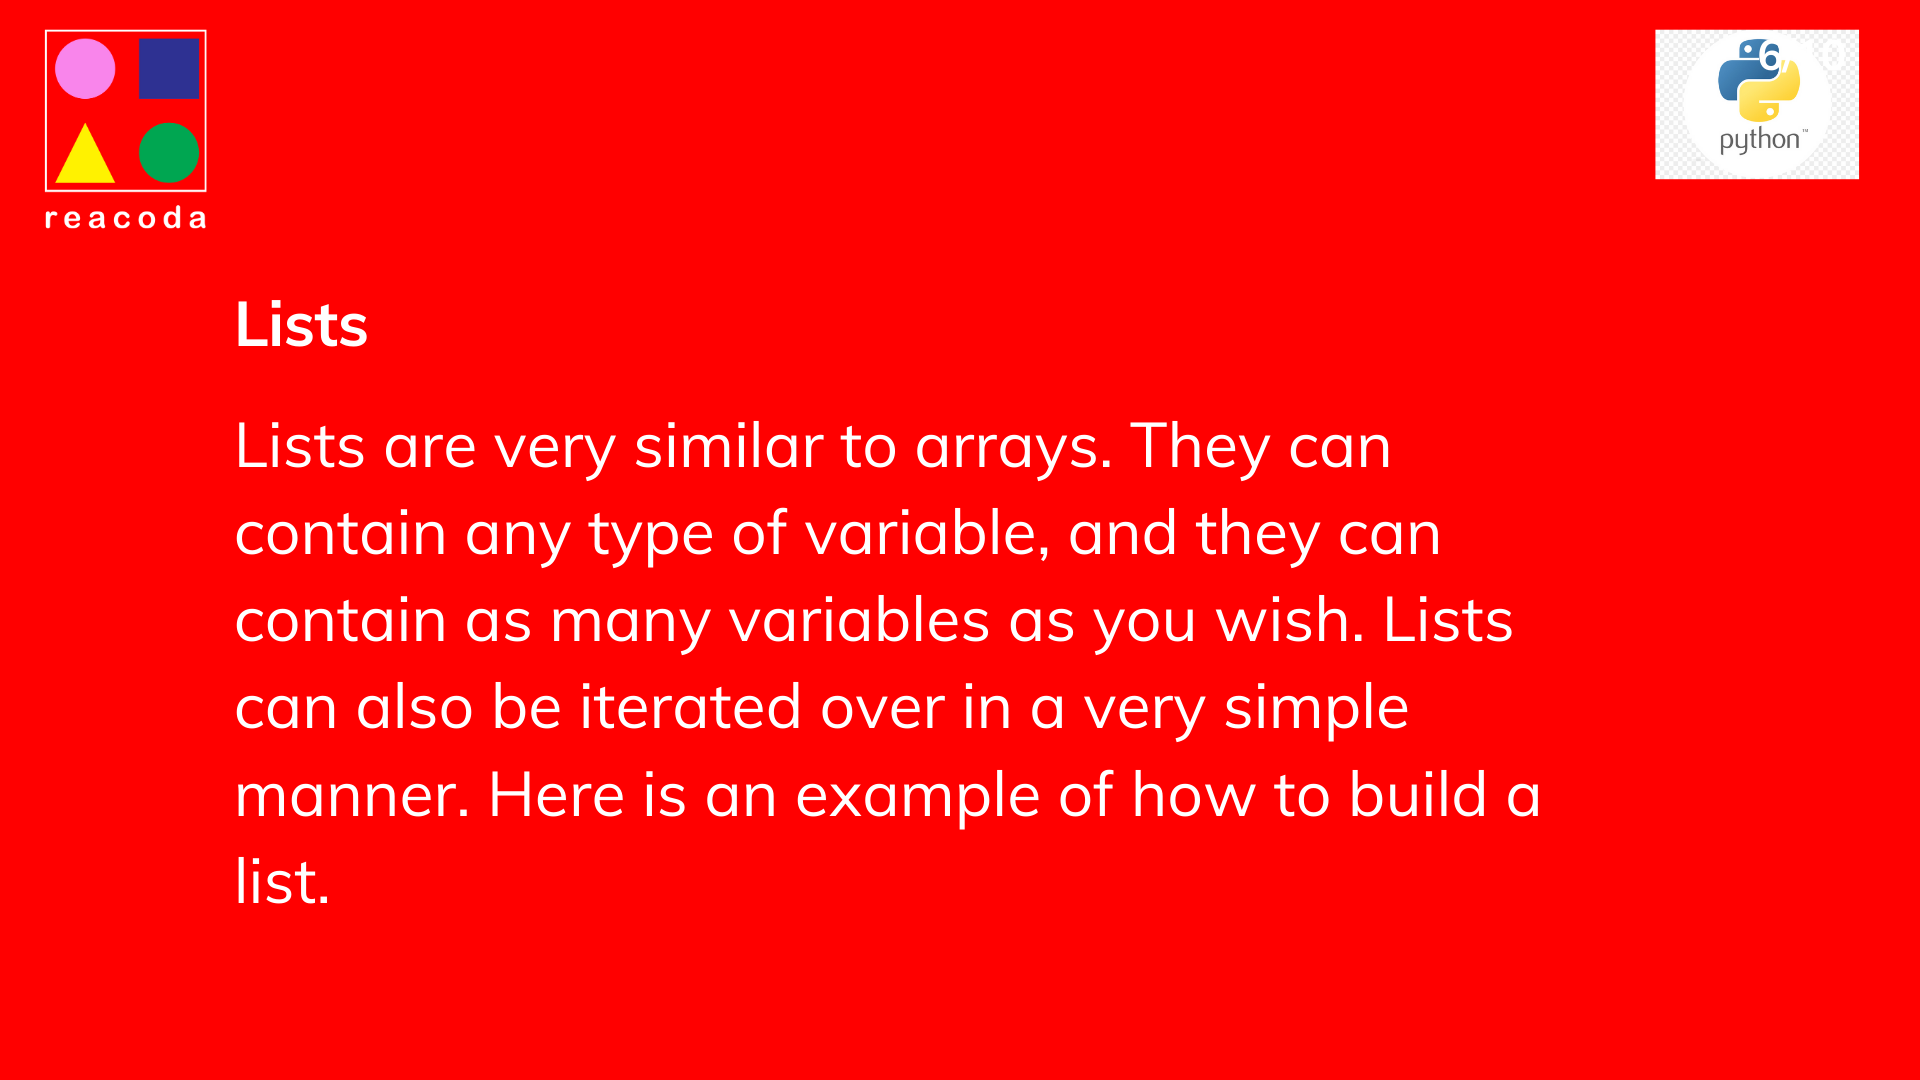 reacoda
python™
Lists
Lists are very similar to arrays. They can
contain any type of variable, and they can
contain as many variables as you wish. Lists
can also be iterated over in a very simple
manner. Here is an example of how to build a
list.